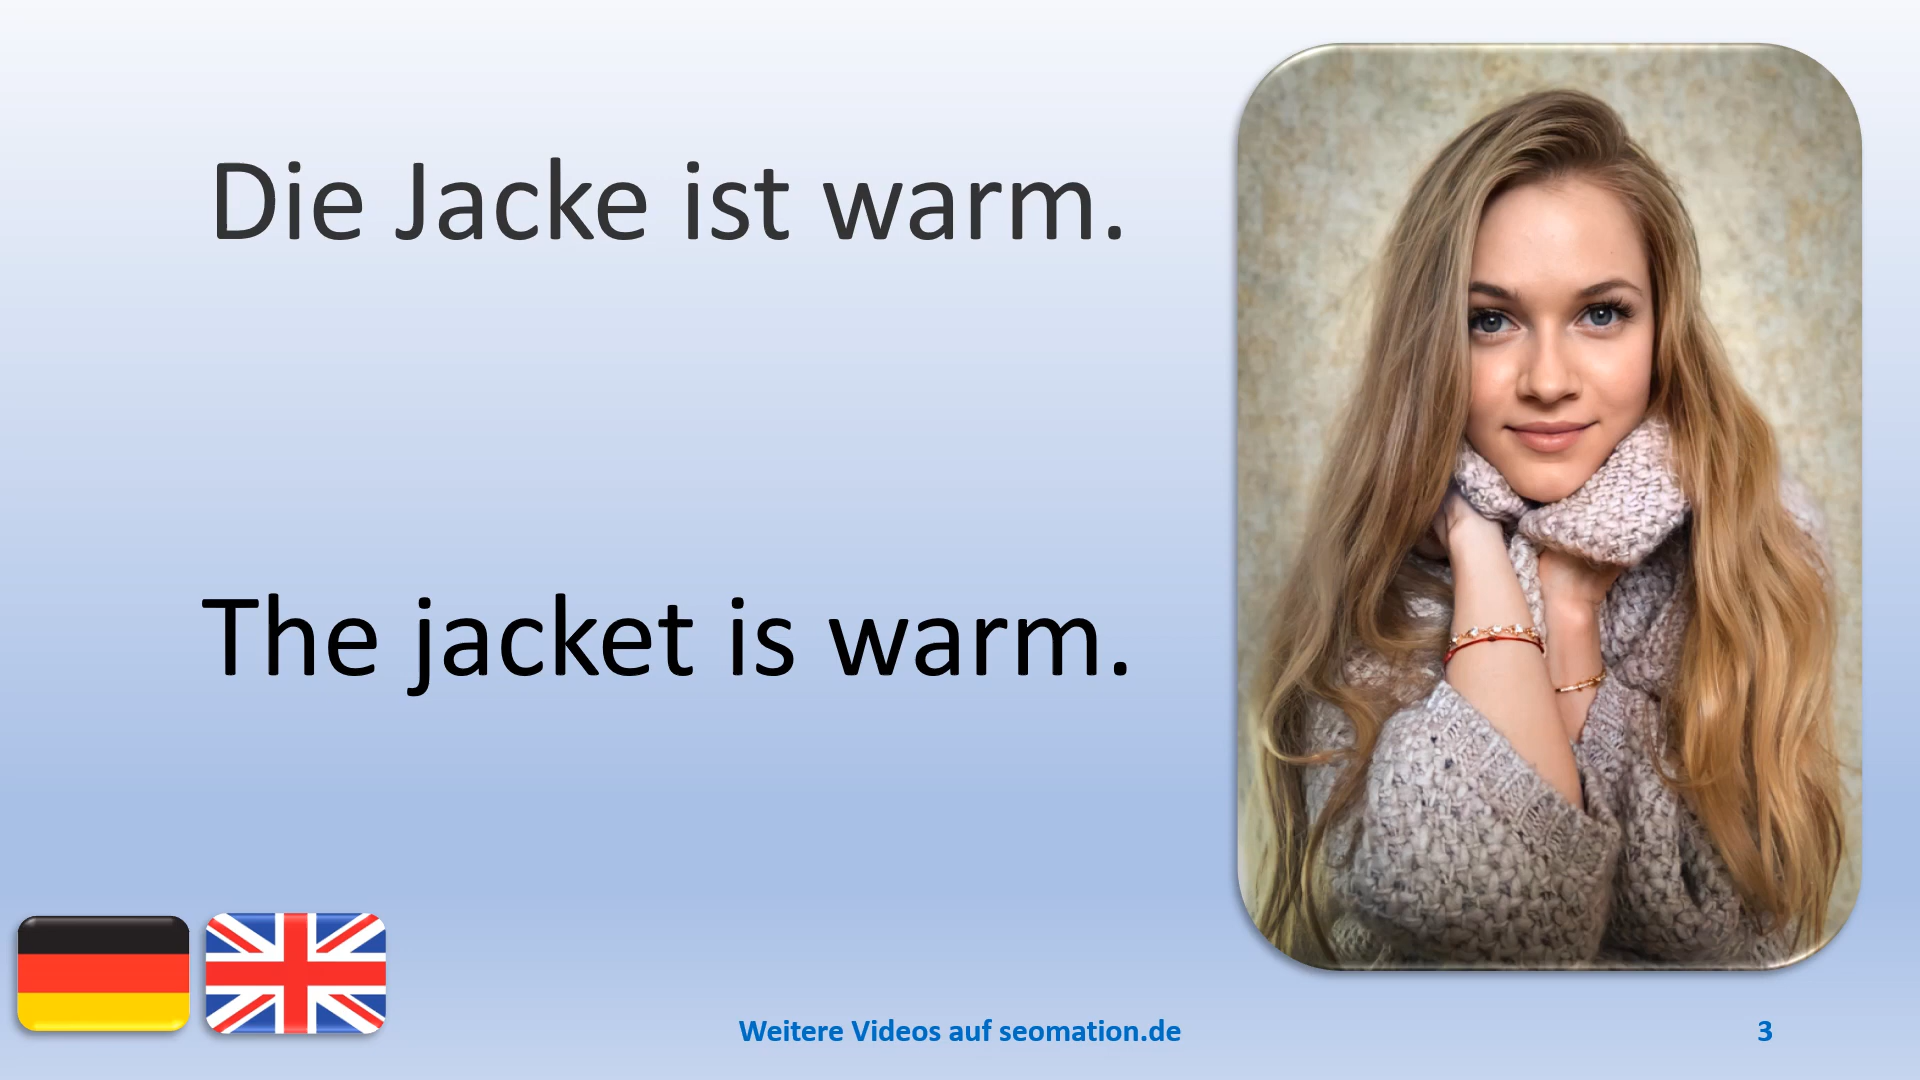 Die Jacke ist warm.
The jacket is warm.
Weitere Videos auf seomation.de
3